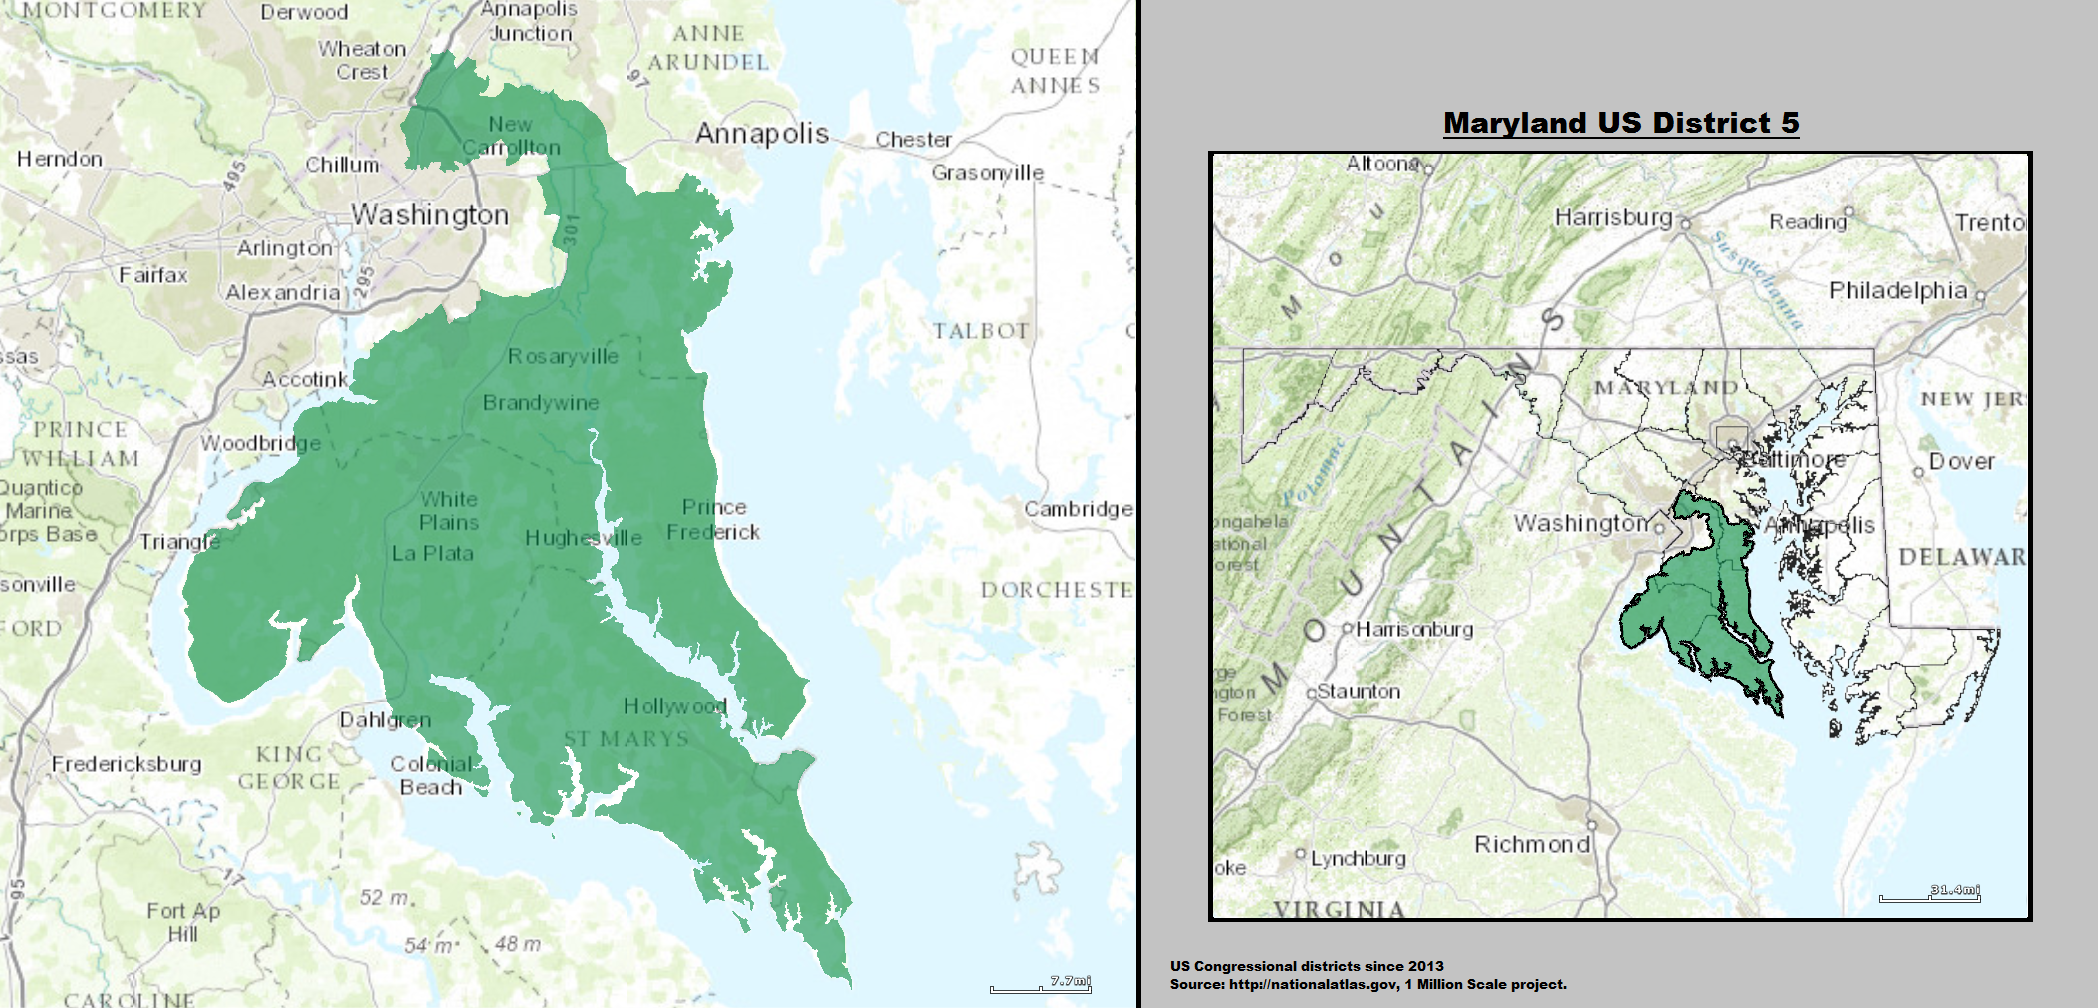 MONTGOMERY
Derwood
Annapolis
Junction
Wheaton
Crest
ANNE
ARUNDEL
97
QUEEN
ANNES
New
Carrollton
Annapolis
Chester
Grasonville
Herndon
495
Chillum
Washington
301
Arlington
Fairfax
295
Alexandria
TALBOT
Rosaryville
Accotink
Brandywine
PRINCE
WILLIAM
Woodbridge
Quantico
Marine
orps Base
White
Plains
Prince
Frederick
Cambridge
Triangle
La Plata
Hughesville
sonville
DORCHESTE
FORD
Hollywood
Dahlgren
ST MARYS
KING
GEORGE
Fredericksburg
Colonial
Beach
95
17
52 m.
Fort Ap
Hill
54 m.
48 m
7.7mi
CAROLINE
Maryland US District 5
Altoona
Harrisburg
Reading
Trento
Susquehanna
Philadelphia
MOUNTAINS
MARYLAND
NEW JER
Baltimore
Dover
Potomac
ongahela
ational
orest
Washington
Annapolis
DELAWAR
Harrisonburg
rge
ngton
Forest
Staunton
Richmond
Lynchburg
oke
31.4mi
VIRGINIA
US Congressional districts since 2013
Source: http://nationalatlas.gov, 1 Million Scale project.